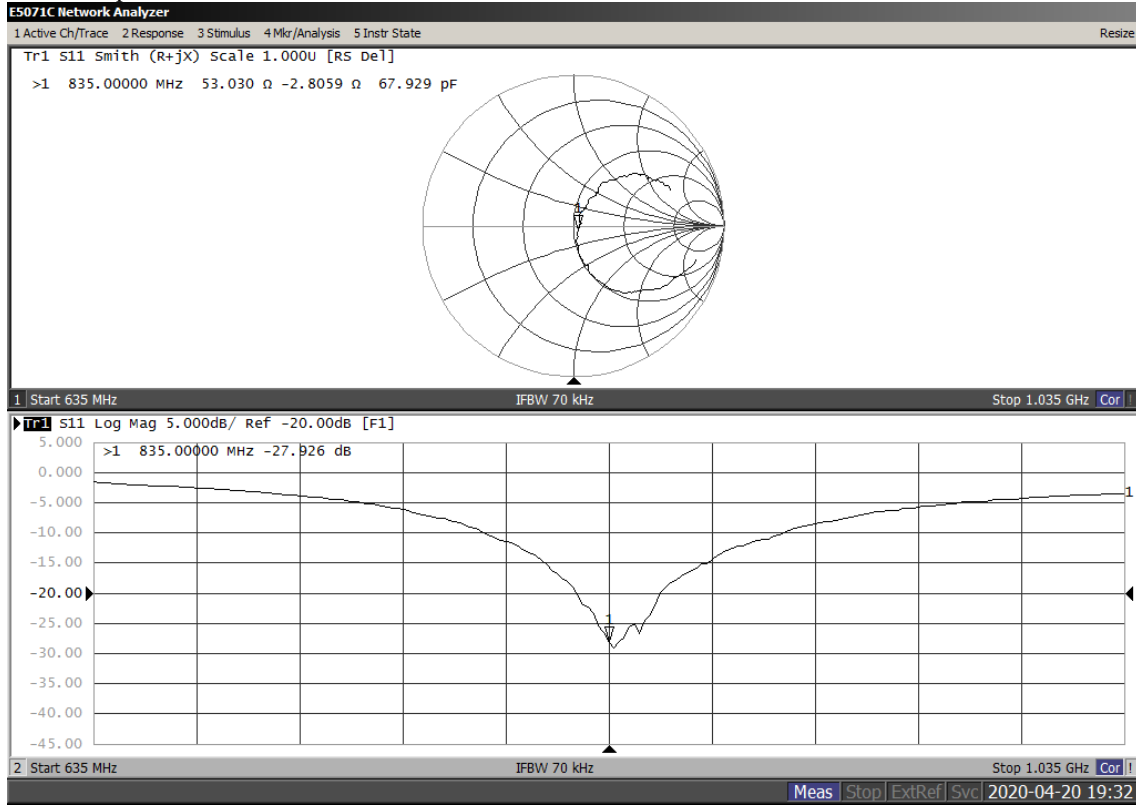 E5071C Network Analyzer
1 Active Ch/Trace 2 Response 3 Stimulus 4 Mkr/Analysis 5 Instr State Resize
Tr1 S11 Smith (R+jX) Scale 1.000U [RS Del]
>1 835.00000 MHz 53.030 Ω -2.8059 Ω 67.929 pF
1
1 Start 635 MHz IFBW 70 kHz Stop 1.035 GHz Cor !
Tr1 S11 Log Mag 5.000dB/ Ref -20.00dB [F1]
5.000
>1 835.00000 MHz -27.926 dB
0.000
-5.000
1
-10.00
-15.00
-20.00
-25.00
1
-30.00
-35.00
-40.00
-45.00
2 Start 635 MHz IFBW 70 kHz Stop 1.035 GHz Cor !
Meas Stop ExtRef Svc 2020-04-20 19:32